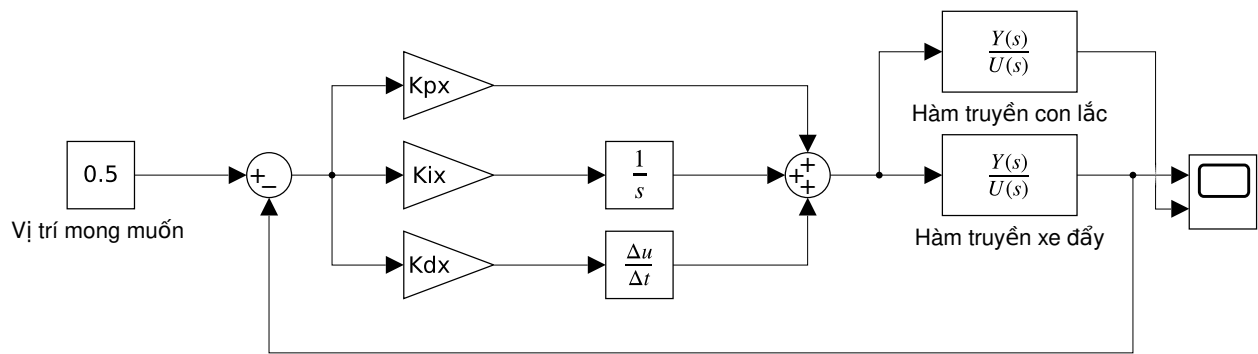 Kpx
Y(s)
U(s)
Hàm truyền con lắc
0.5
+
−
Kix
1
s
+
+
+
Y(s)
U(s)
Vị trí mong muốn
Hàm truyền xe đẩy
Kdx
Δu
Δt